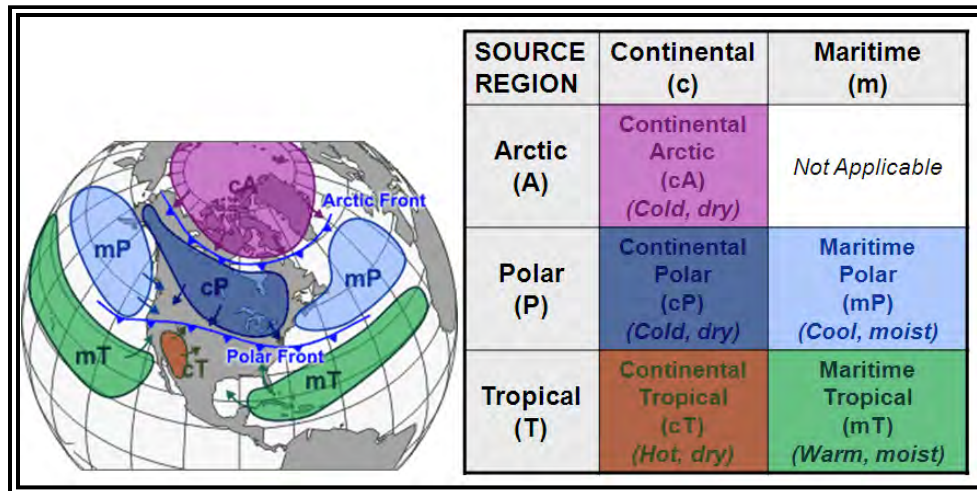 cA
Arctic Front
mP
mP
cP
Polar Front
mT
cT
mT
SOURCE REGION
Continental (c)
Maritime (m)
Arctic (A)
Continental Arctic (cA) (Cold, dry)
Not Applicable
Polar (P)
Continental Polar (cP) (Cold, dry)
Maritime Polar (mP) (Cool, moist)
Tropical (T)
Continental Tropical (cT) (Hot, dry)
Maritime Tropical (mT) (Warm, moist)